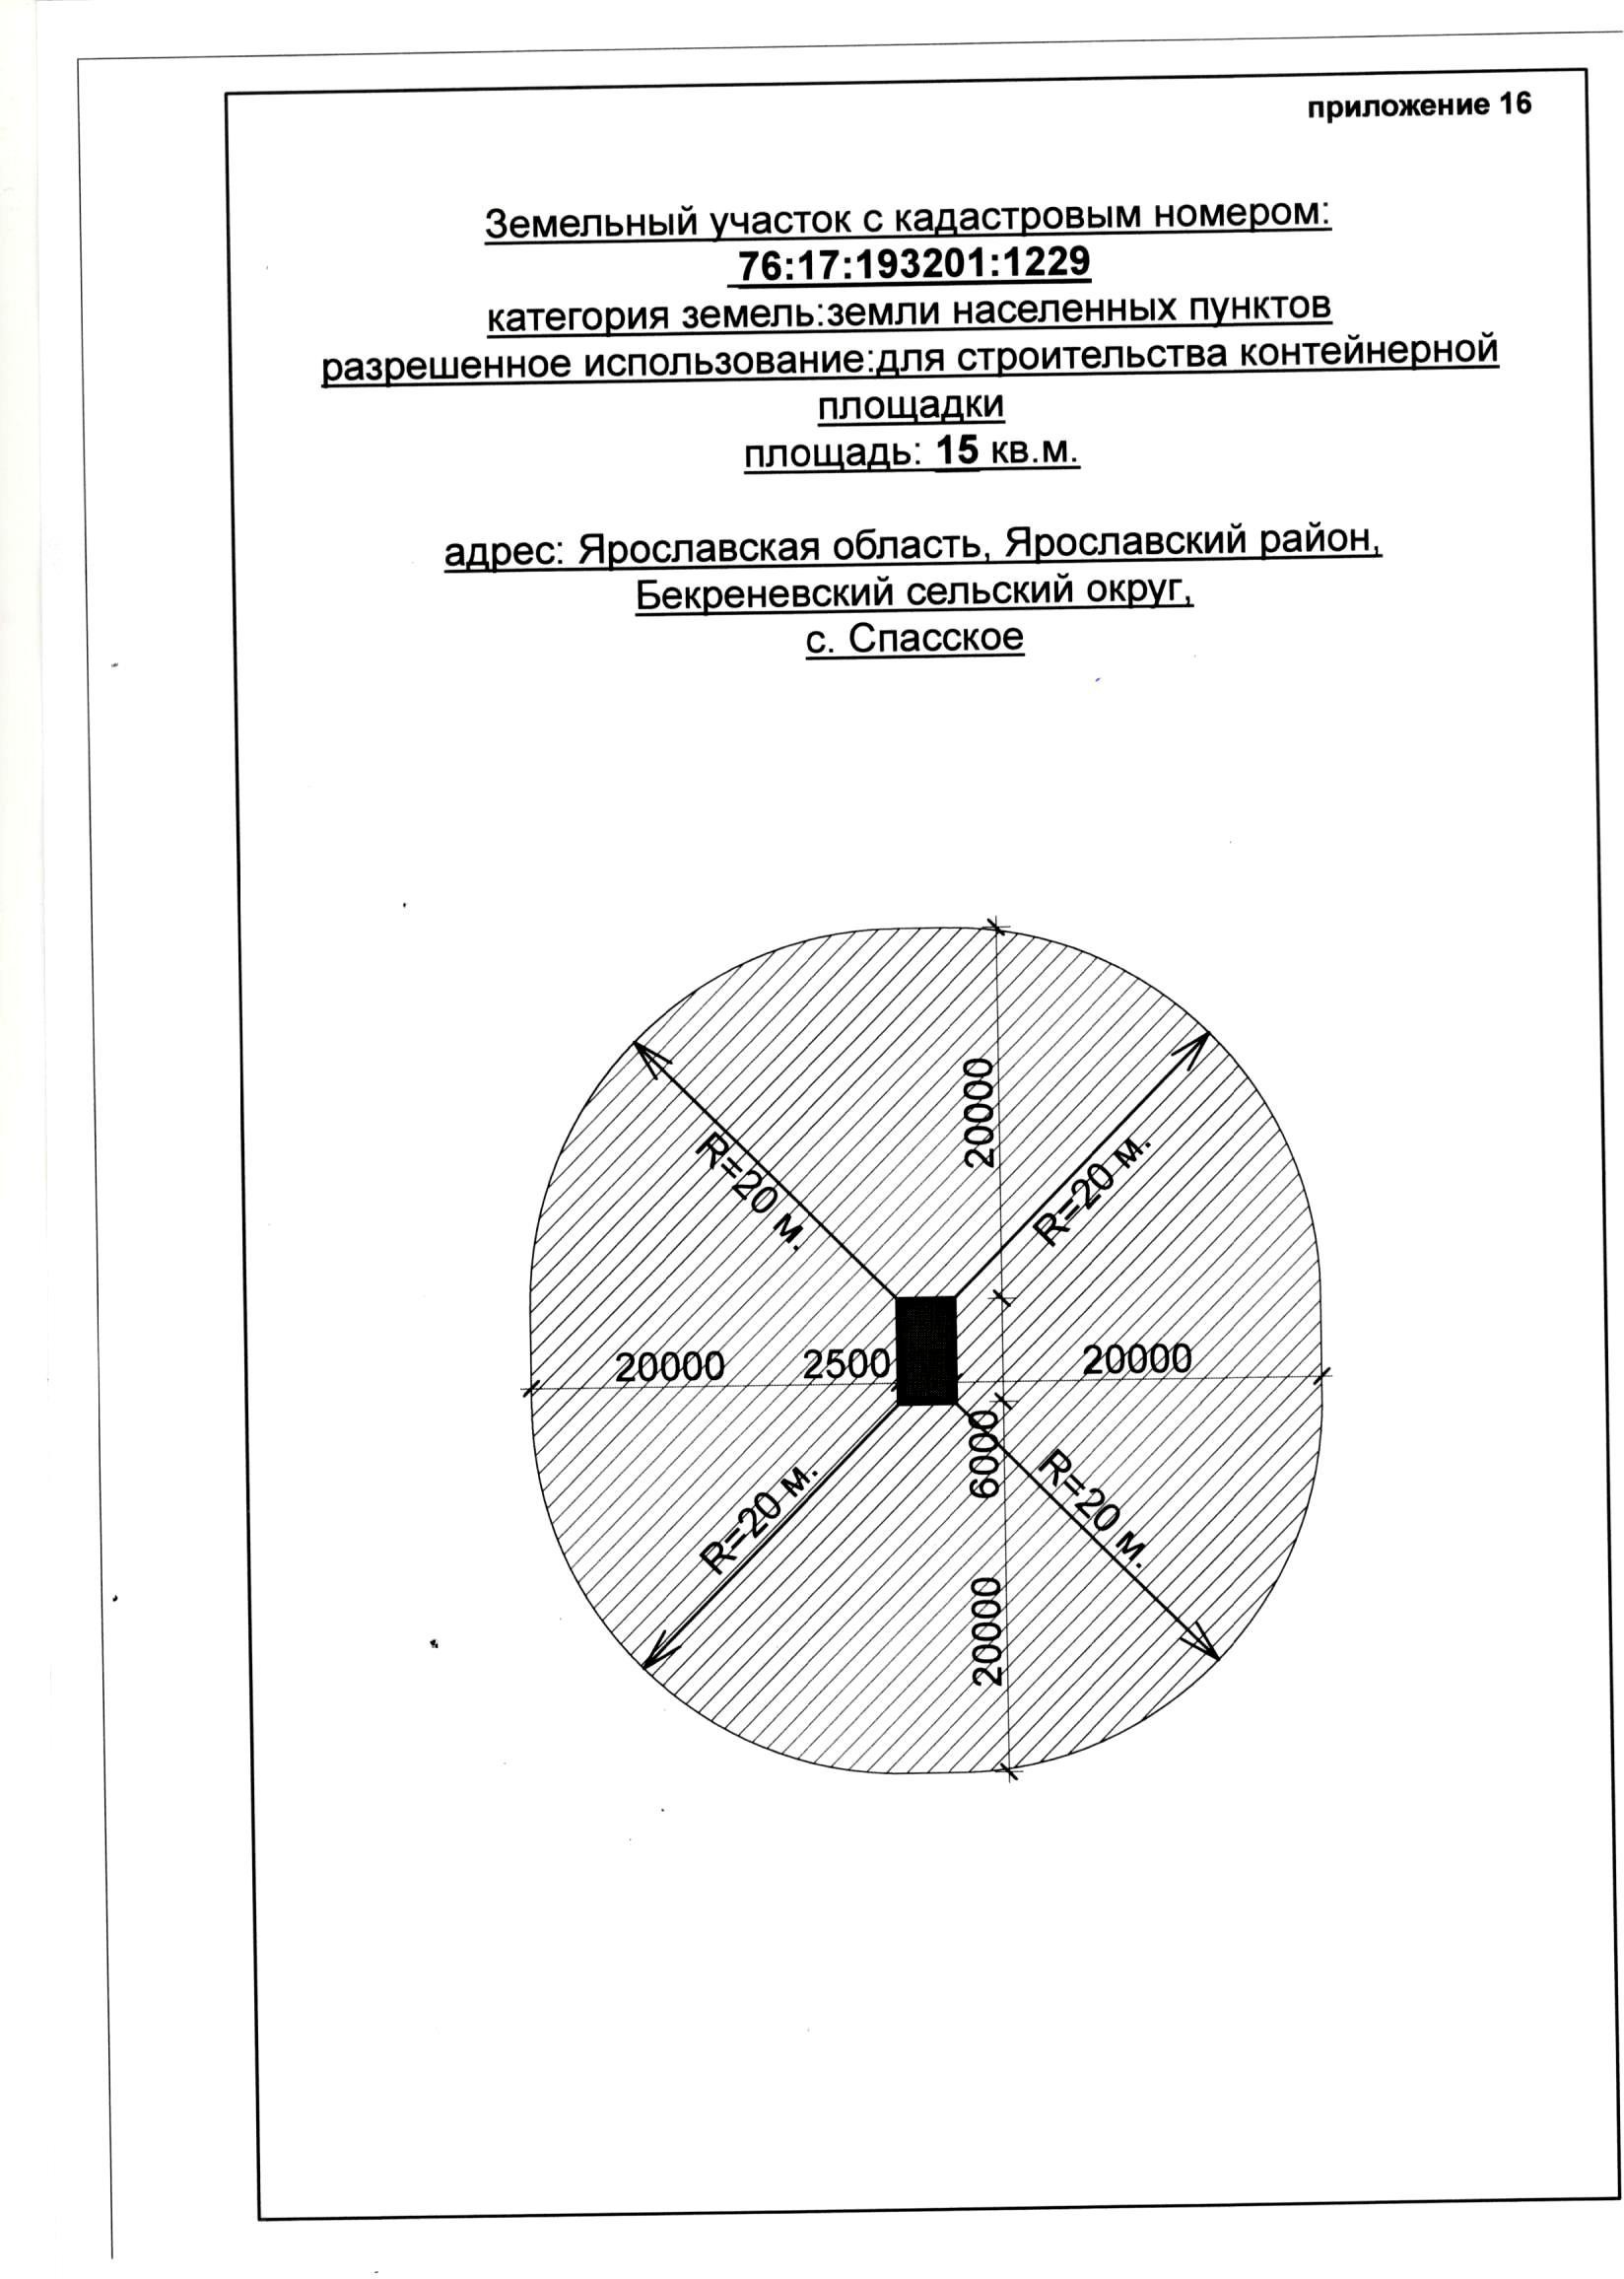 приложение 16
Земельный участок с кадастровым номером:
76:17:193201:1229
категория земель:земли населенных пунктов
разрешенное использование:для строительства контейнерной
площадки
площадь: 15 кв.м.
адрес: Ярославская область, Ярославский район,
Бекреневский сельский округ,
с. Спасское
20000
R=20 м.
R=20 м.
20000
2500
20000
6000
R=20 м.
R=20 м.
20000